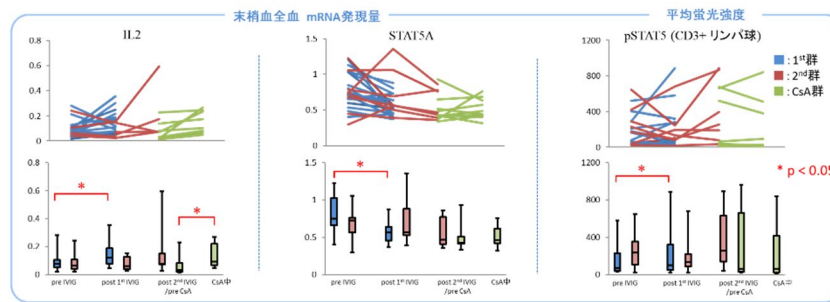 末梢血全血 mRNA発現量
平均蛍光強度
IL2
STAT5A
pSTAT5 (CD3+ リンパ球)
0.8
0.6
0.4
0.2
0
1.5
1
0.5
0
1200
800
400
0
: 1st群
: 2nd群
: CsA群
0.8
0.6
0.4
0.2
0
*
*
pre IVIG
post 1st IVIG
post 2nd IVIG
/pre CsA
CsA中
1.5
1
0.5
0
*
pre IVIG
post 1st IVIG
post 2nd IVIG
/pre CsA
CsA中
1200
800
400
0
*
* p < 0.05
pre IVIG
post 1st IVIG
post 2nd IVIG
/pre CsA
CsA中